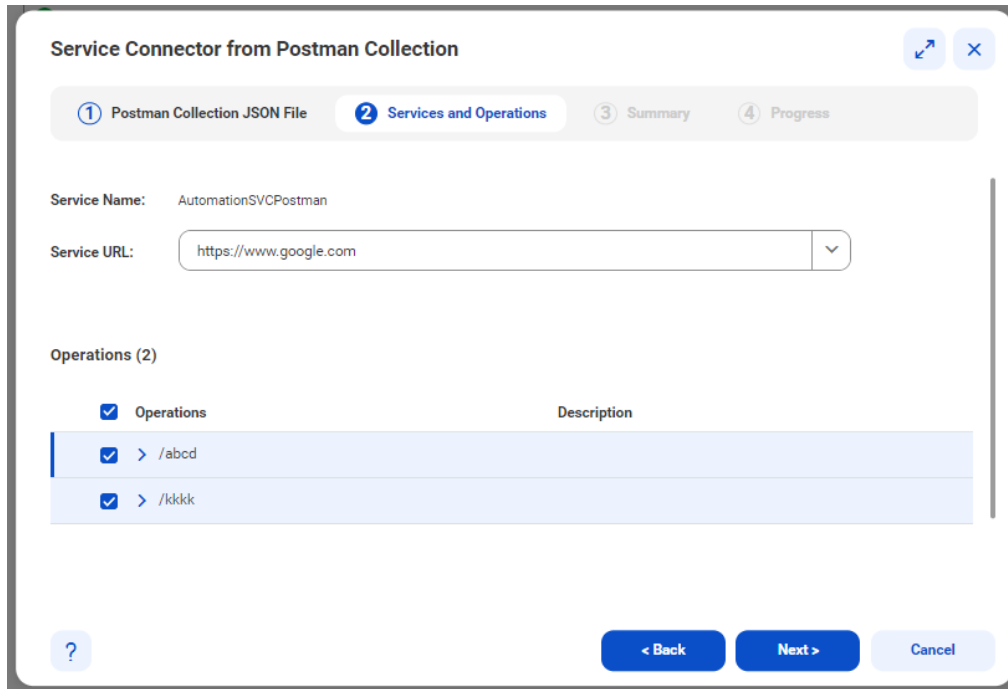 Service Connector from Postman Collection
1 Postman Collection JSON File 2 Services and Operations 3 Summary 4 Progress
Service Name: AutomationSVCPostman
Service URL: https://www.google.com
Operations (2)
Operations Description
/abcd
/kkkk
? < Back Next > Cancel